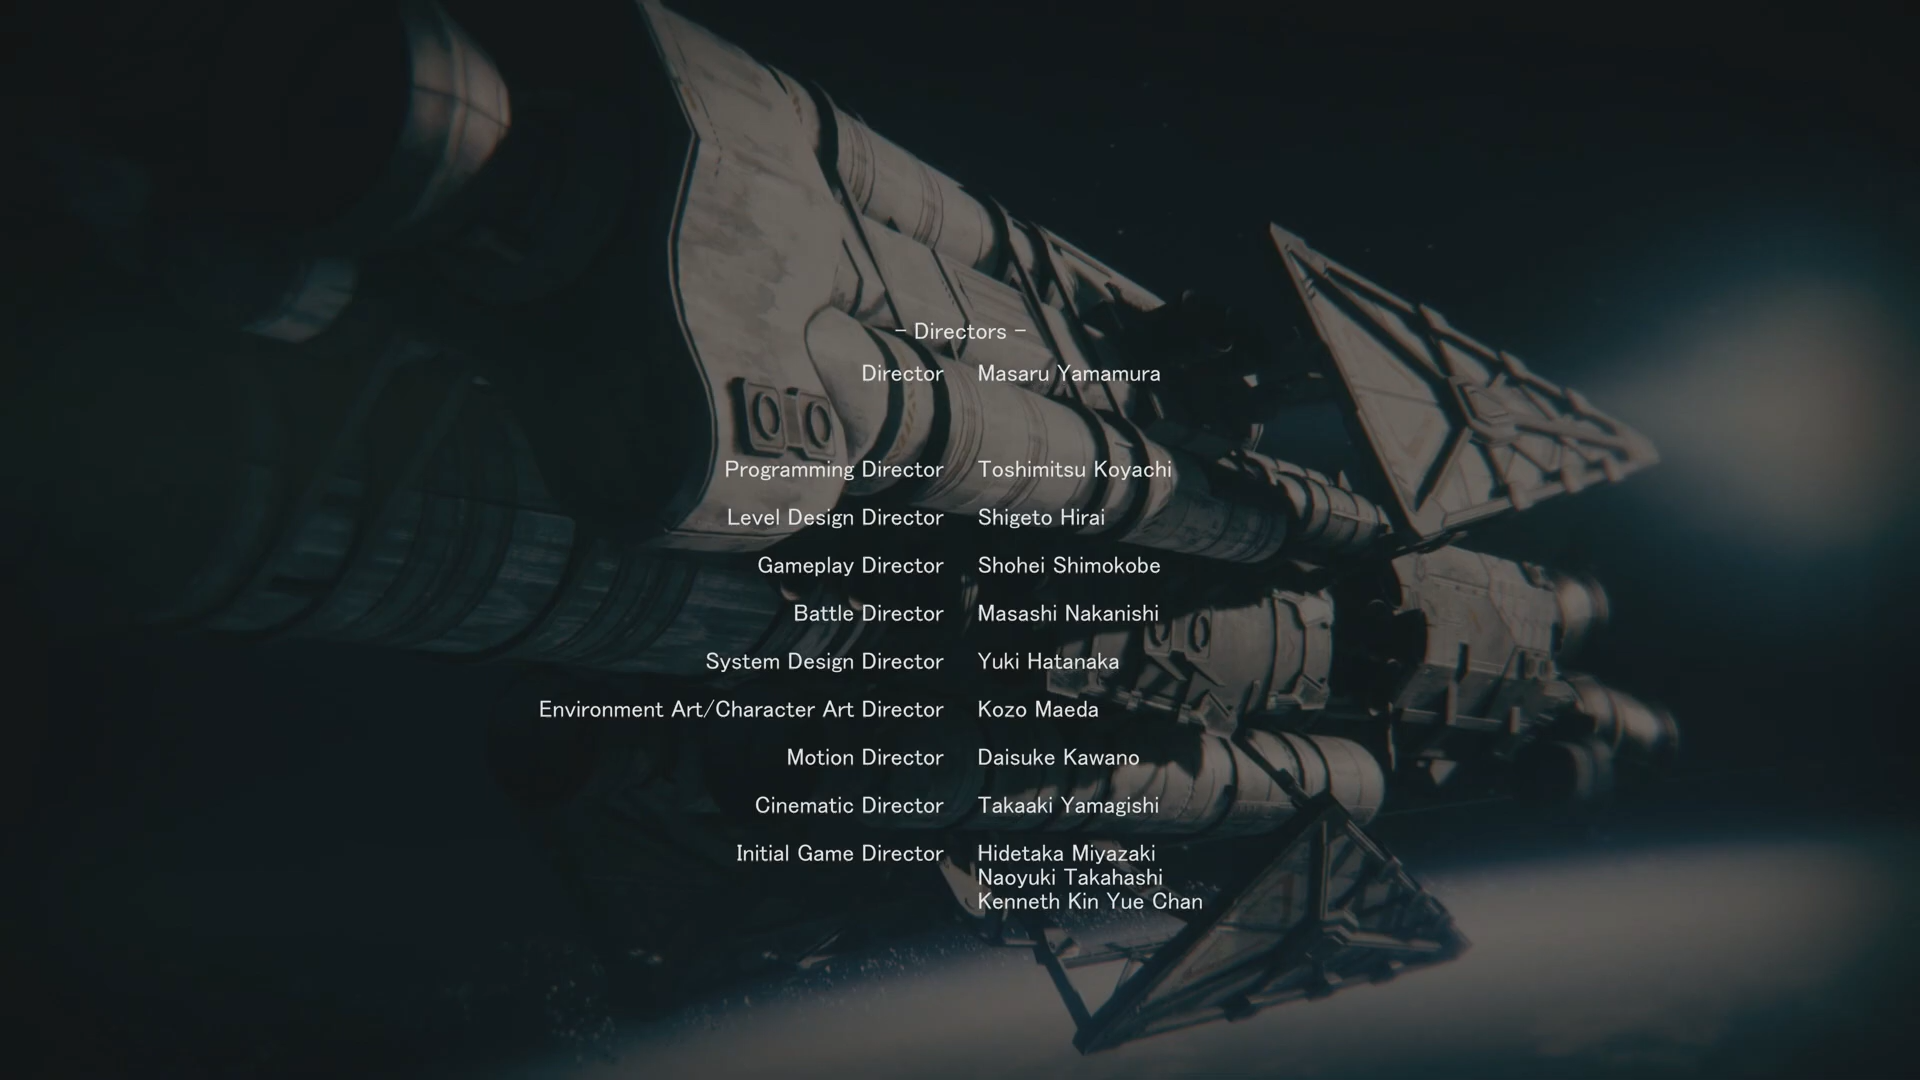 - Directors -
Director Masaru Yamamura
Programming Director Toshimitsu Koyachi
Level Design Director Shigeto Hirai
Gameplay Director Shohei Shimokobe
Battle Director Masashi Nakanishi
System Design Director Yuki Hatanaka
Environment Art/Character Art Director Kozo Maeda
Motion Director Daisuke Kawano
Cinematic Director Takaaki Yamagishi
Initial Game Director Hidetaka Miyazaki
Naoyuki Takahashi
Kenneth Kin Yue Chan